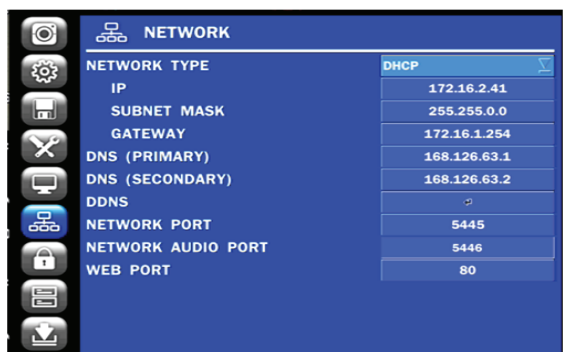 NETWORK
NETWORK TYPE DHCP
IP 172.16.2.41
SUBNET MASK 255.255.0.0
GATEWAY 172.16.1.254
DNS (PRIMARY) 168.126.63.1
DNS (SECONDARY) 168.126.63.2
DDNS
NETWORK PORT 5445
NETWORK AUDIO PORT 5446
WEB PORT 80